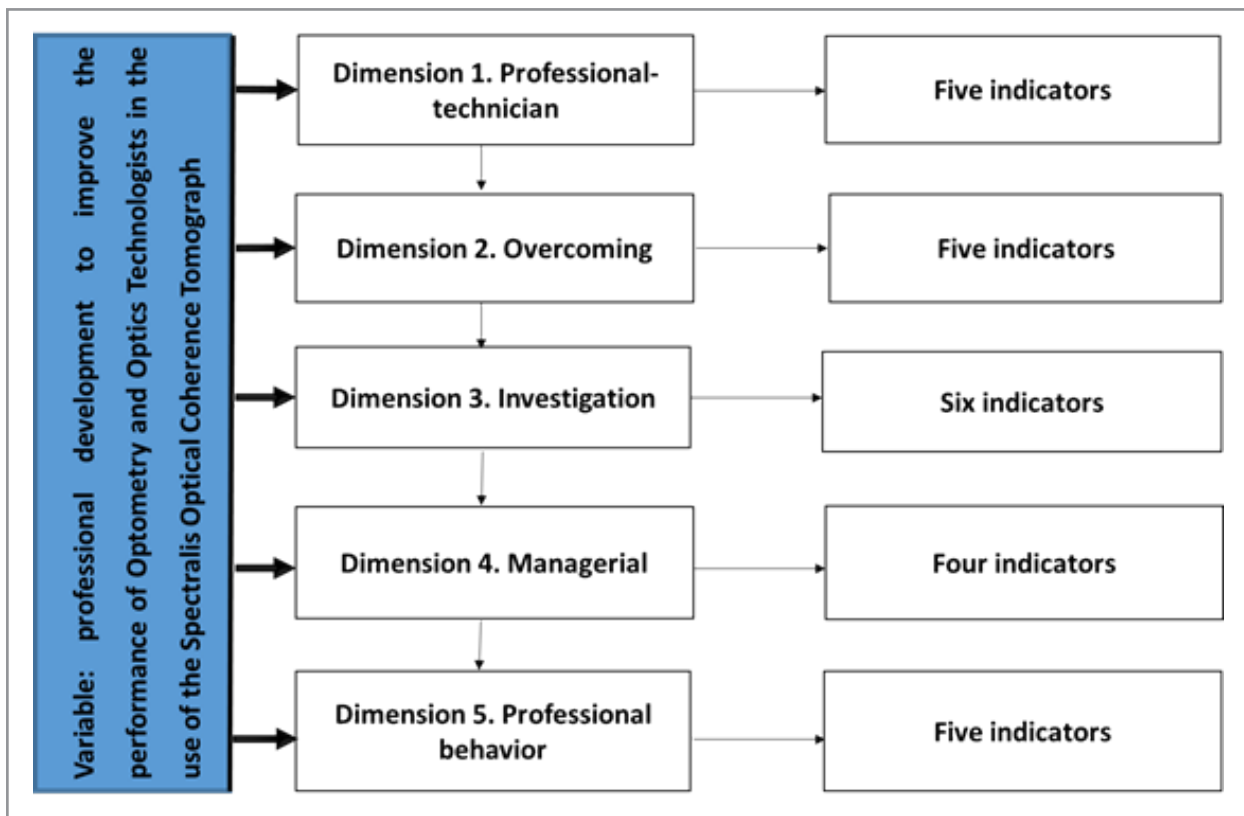 Variable: professional development to improve the
performance of Optometry and Optics Technologists in the
use of the Spectralis Optical Coherence Tomograph
Dimension 1. Professional-
technician
Five indicators
Dimension 2. Overcoming
Five indicators
Dimension 3. Investigation
Six indicators
Dimension 4. Managerial
Four indicators
Dimension 5. Professional
behavior
Five indicators